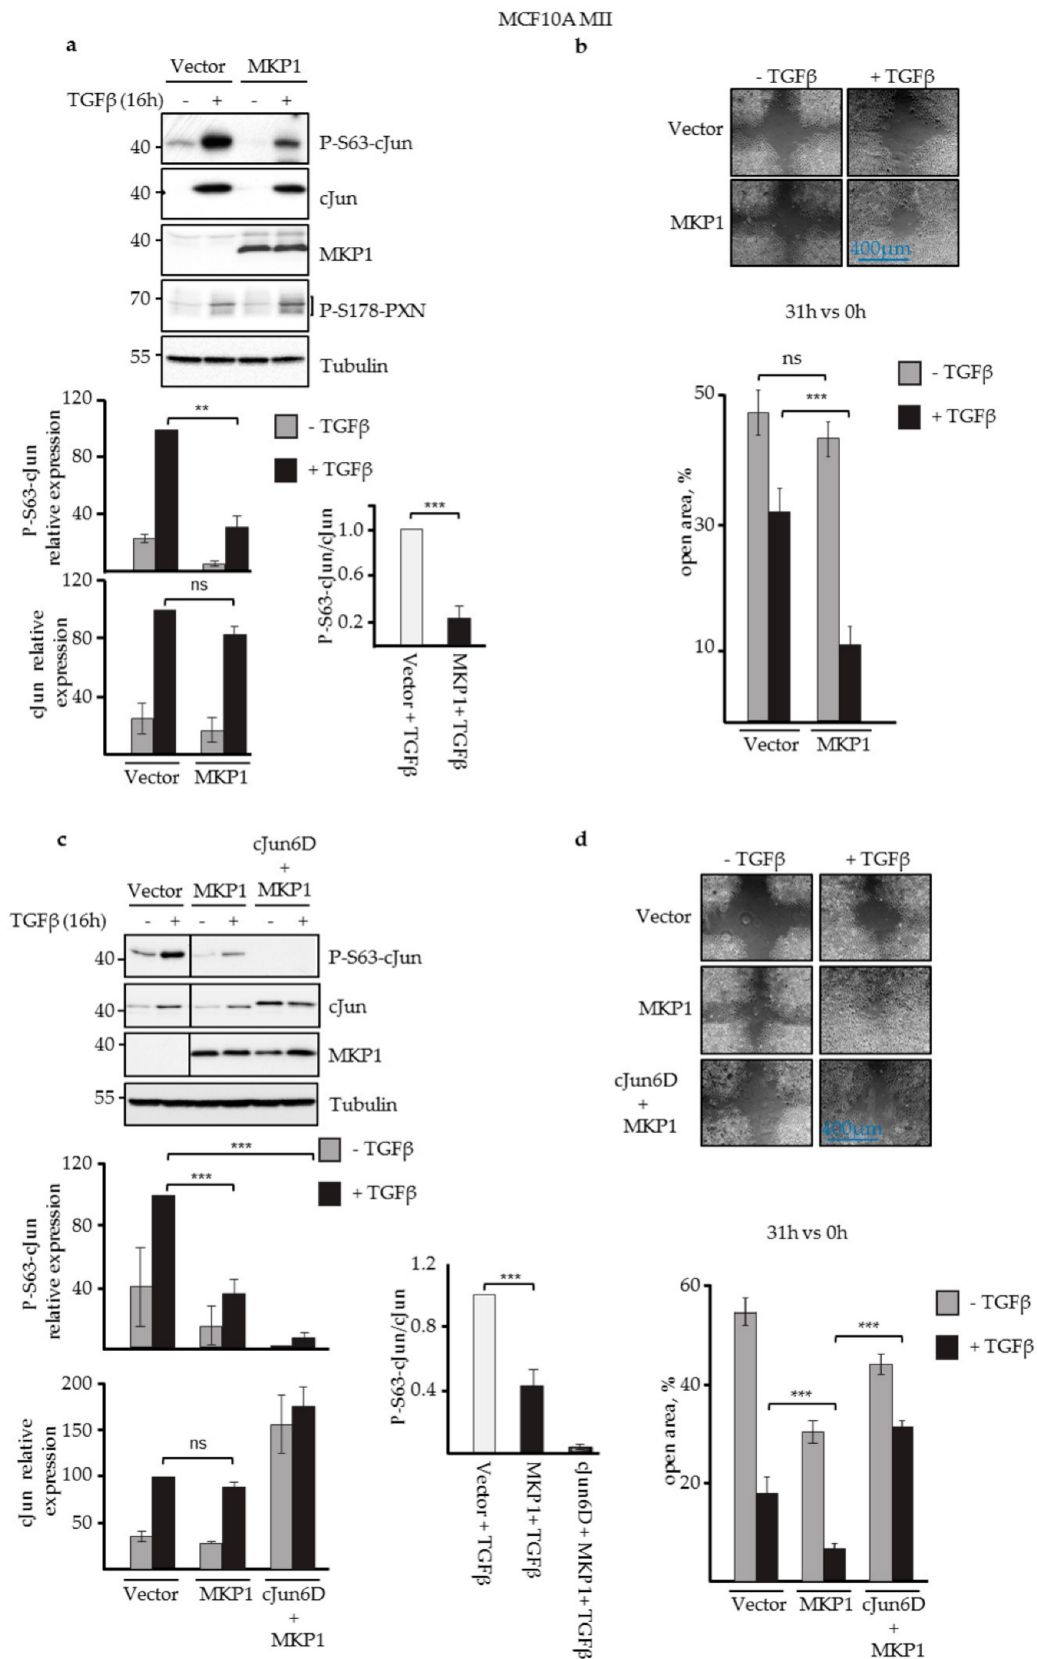 MCF10A MII
a
Vector MKP1
TGFβ (16h) - + - +
40 P-S63-cJun
40 cJun
40 MKP1
70 P-S178-PXN
55 Tubulin
120
80
40
P-S63-cJun
relative expression
**
- TGFβ
+ TGFβ
120
80
40
cJun relative
expression
ns
Vector MKP1
P-S63-cJun/cJun
1.0
0.6
0.2
***
Vector + TGFβ
MKP1 + TGFβ
b
- TGFβ + TGFβ
Vector
MKP1
400µm
31h vs 0h
ns
***
- TGFβ
+ TGFβ
50
30
10
open area, %
Vector MKP1
c
cJun6D
+
Vector MKP1 MKP1
TGFβ (16h) - + - + - +
40 P-S63-cJun
40 cJun
40 MKP1
55 Tubulin
***
- TGFβ
***
+ TGFβ
120
80
40
P-S63-cJun
relative expression
200
150
100
50
cJun relative
expression
ns
Vector MKP1 cJun6D
+
MKP1
1.2
0.8
0.4
P-S63-cJun/cJun
***
Vector + TGFβ
MKP1 + TGFβ
cJun6D + MKP1 + TGFβ
d
- TGFβ + TGFβ
Vector
MKP1
cJun6D
+
MKP1
400µm
31h vs 0h
60
40
20
open area, %
- TGFβ
+ TGFβ
***
***
Vector MKP1 cJun6D
+
MKP1